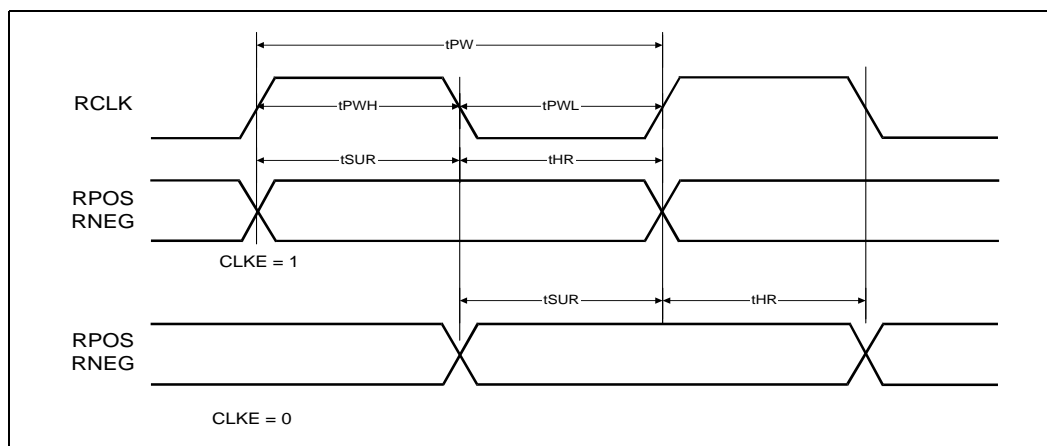 tPW
RCLK
tPWH
tPWL
tSUR
tHR
RPOS
RNEG
CLKE = 1
tSUR
tHR
RPOS
RNEG
CLKE = 0